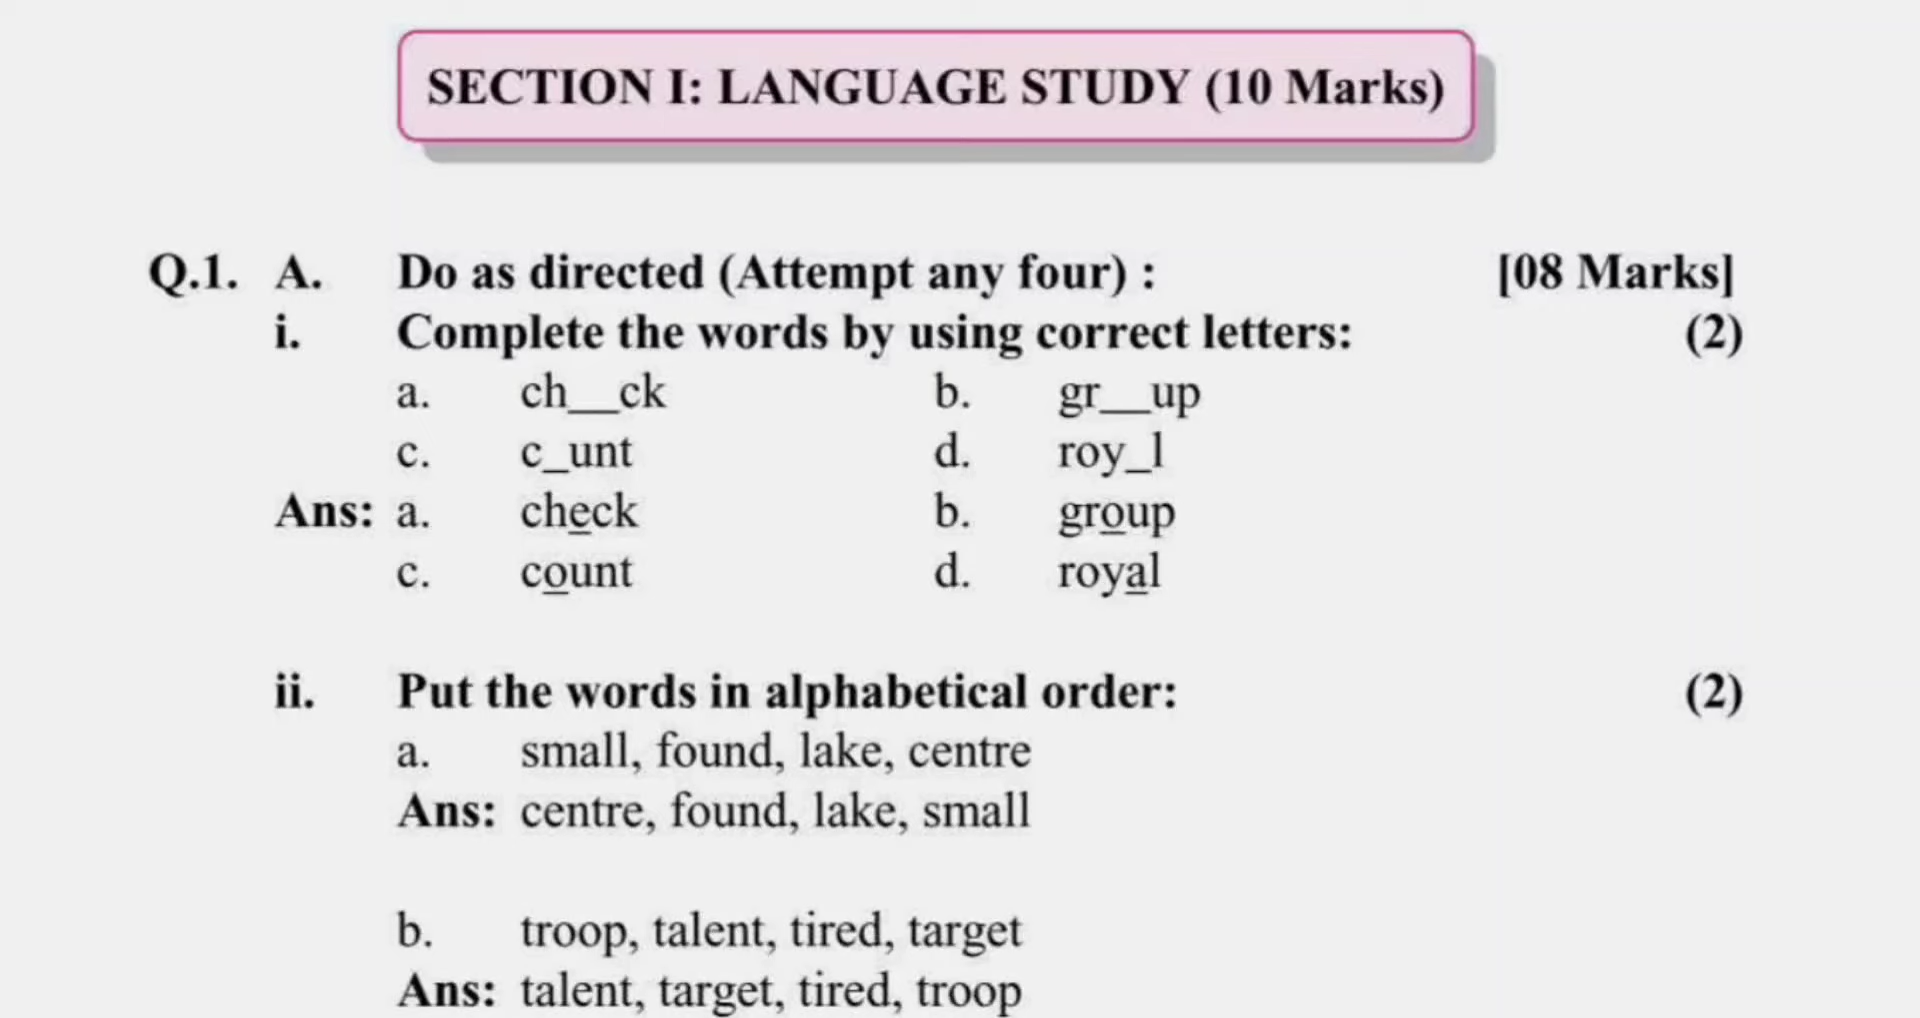 SECTION I: LANGUAGE STUDY (10 Marks)
Q.1. A. Do as directed (Attempt any four) : [08 Marks]
i. Complete the words by using correct letters: (2)
a. ch__ck b. gr__up
c. c_unt d. roy_l
Ans: a. check b. group
c. count d. royal
ii. Put the words in alphabetical order: (2)
a. small, found, lake, centre
Ans: centre, found, lake, small
b. troop, talent, tired, target
Ans: talent, target, tired, troop